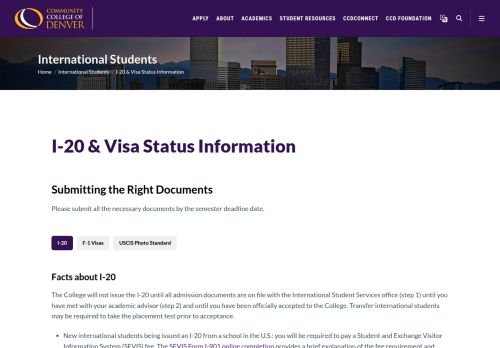 COMMUNITY
COLLEGE OF
DENVER
APPLY ABOUT ACADEMICS STUDENT RESOURCES CCDCONNECT CCD FOUNDATION
International Students
Home / International Students / I-20 & Visa Status Information
I-20 & Visa Status Information
Submitting the Right Documents
Please submit all the necessary documents by the semester deadline date.
I-20 F-1 Visas USCIS Photo Standard
Facts about I-20
The College will not issue the I-20 until all admission documents are on file with the International Student Services office (step 1) until you
have met with your academic advisor (step 2) and until you have been officially accepted to the College. Transfer international students
may be required to take the placement test prior to acceptance.
• New international students being issued an I-20 from a school in the U.S.: you will be required to pay a Student and Exchange Visitor
Information System (SEVIS) fee. The SEVIS Form I-901 online completion provides a brief explanation of the fee requirement and